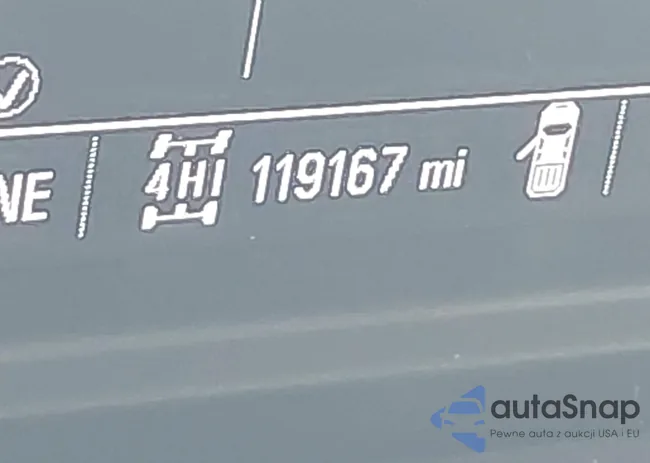 NE
4HI 119167 mi
autaSnap
Pewne auta z aukcji USA i EU